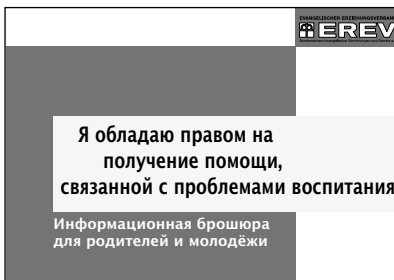 EVANGELISCHER ERZIEHUNGSVERBAND
EREV
Я обладаю правом на
получение помощи,
связанной с проблемами воспитания
Информационная брошюра
для родителей и молодёжи